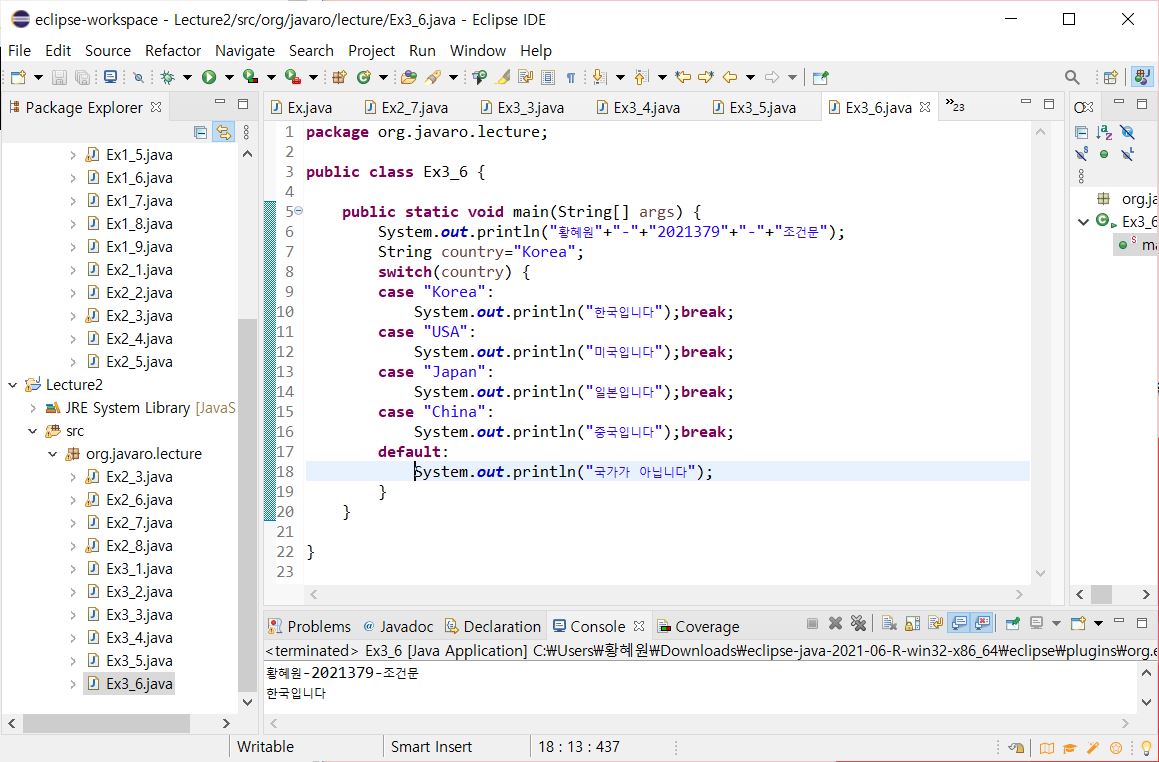 eclipse-workspace - Lecture2/src/org/javaro/lecture/Ex3_6.java - Eclipse IDE
File Edit Source Refactor Navigate Search Project Run Window Help
Package Explorer
Ex1_5.java
Ex1_6.java
Ex1_7.java
Ex1_8.java
Ex1_9.java
Ex2_1.java
Ex2_2.java
Ex2_3.java
Ex2_4.java
Ex2_5.java
Lecture2
JRE System Library [JavaS
src
org.javaro.lecture
Ex2_3.java
Ex2_6.java
Ex2_7.java
Ex2_8.java
Ex3_1.java
Ex3_2.java
Ex3_3.java
Ex3_4.java
Ex3_5.java
Ex3_6.java
Ex.java Ex2_7.java Ex3_3.java Ex3_4.java Ex3_5.java Ex3_6.java »23
1 package org.javaro.lecture;
2
3 public class Ex3_6 {
4
5 public static void main(String[] args) {
6 System.out.println("황혜원"+"-"+"2021379"+"-"+"조건문");
7 String country="Korea";
8 switch(country) {
9 case "Korea":
10 System.out.println("한국입니다");break;
11 case "USA":
12 System.out.println("미국입니다");break;
13 case "Japan":
14 System.out.println("일본입니다");break;
15 case "China":
16 System.out.println("중국입니다");break;
17 default:
18 System.out.println("국가가 아닙니다");
19 }
20 }
21
22 }
23
org.ja
Ex3_6
ma
Problems @ Javadoc Declaration Console Coverage
<terminated> Ex3_6 [Java Application] C:₩Users₩황혜원₩Downloads₩eclipse-java-2021-06-R-win32-x86_64₩eclipse₩plugins₩org.e
황혜원-2021379-조건문
한국입니다
Writable Smart Insert 18 : 13 : 437